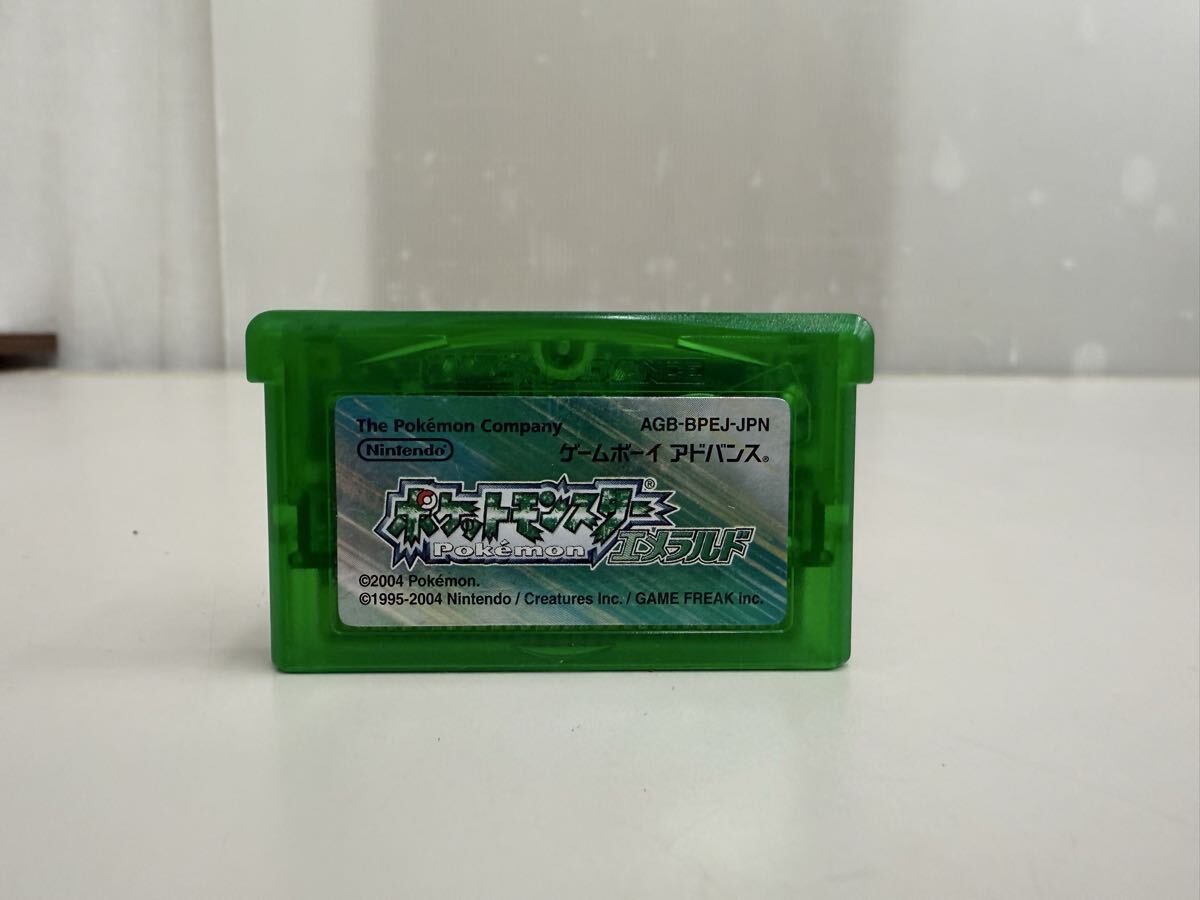 The Pokémon Company
AGB-BPEJ-JPN
Nintendo
ゲームボーイ アドバンス®
ポケットモンスター®
Pokémon
エメラルド
©2004 Pokémon.
©1995-2004 Nintendo / Creatures Inc. / GAME FREAK inc.